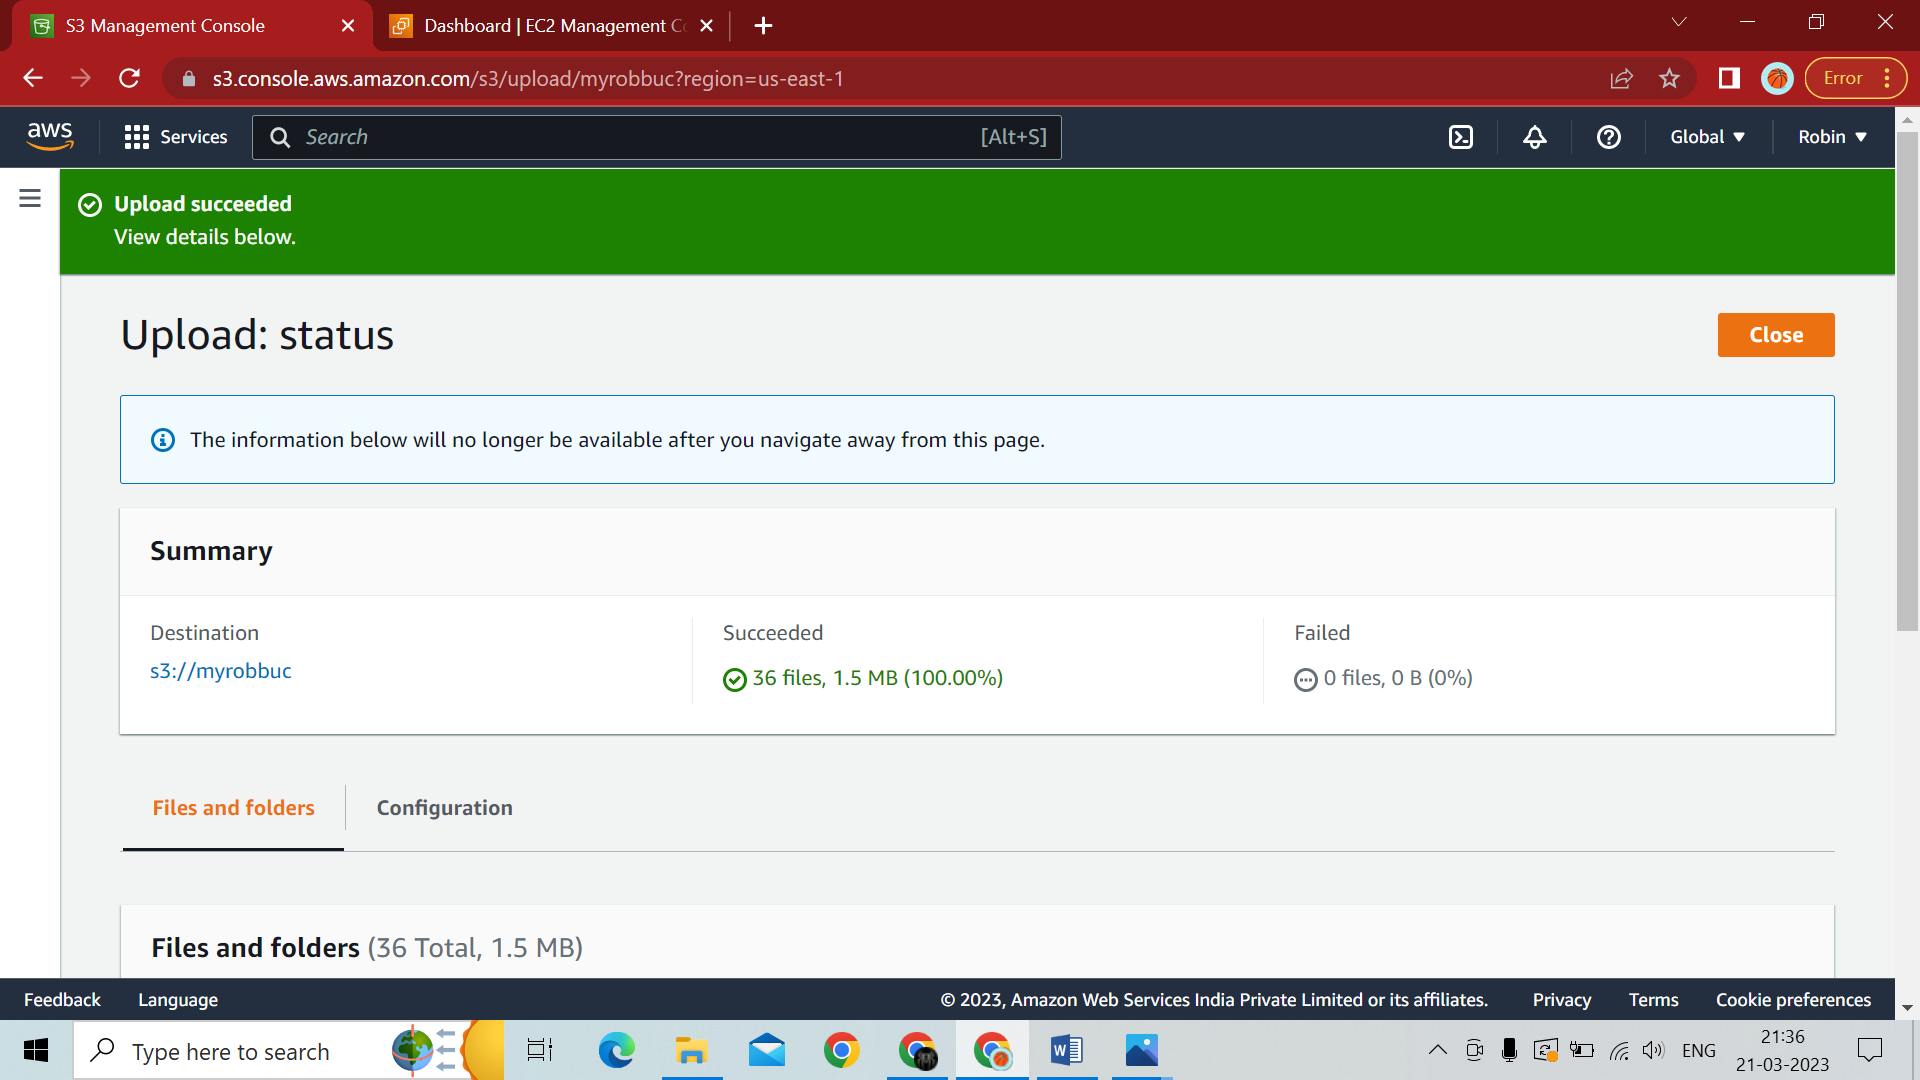 S3 Management Console
Dashboard | EC2 Management C
s3.console.aws.amazon.com/s3/upload/myrobbuc?region=us-east-1
Error
aws
Services
Search
[Alt+S]
Global
Robin
Upload succeeded
View details below.
Upload: status
Close
The information below will no longer be available after you navigate away from this page.
Summary
Destination
s3://myrobbuc
Succeeded
36 files, 1.5 MB (100.00%)
Failed
0 files, 0 B (0%)
Files and folders
Configuration
Files and folders (36 Total, 1.5 MB)
Feedback
Language
© 2023, Amazon Web Services India Private Limited or its affiliates.
Privacy
Terms
Cookie preferences
Type here to search
ENG
21:36
21-03-2023